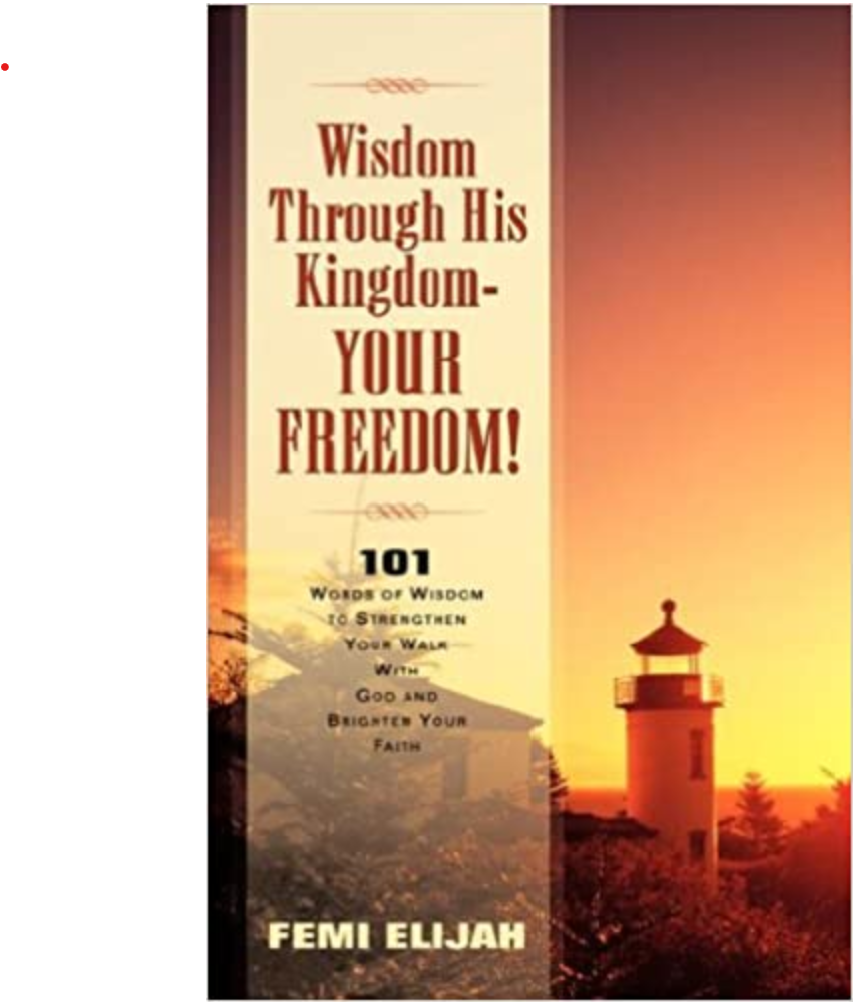 Wisdom
Through His
Kingdom-
YOUR
FREEDOM!
101
WORDS OF WISDOM
TO STRENGTHEN
YOUR WALK
WITH
GOD AND
BRIGHTEN YOUR
FAITH
FEMI ELIJAH